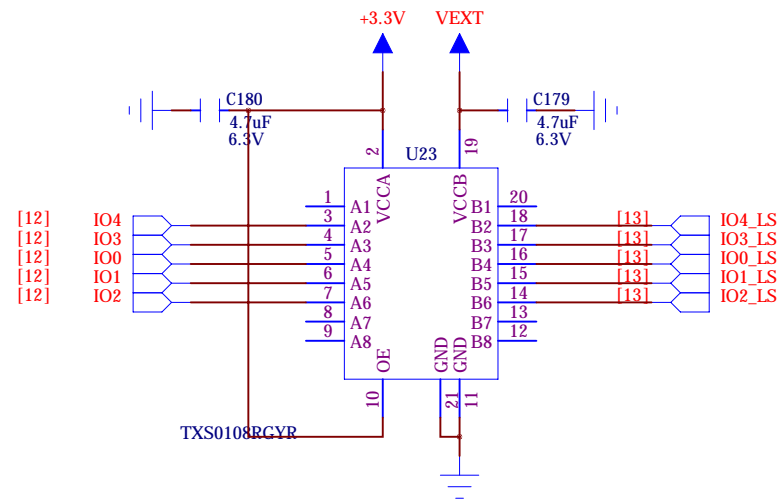 +3.3V VEXT
C180 C179
4.7uF 4.7uF
6.3V 6.3V
2 19
U23
VCCA VCCB
1 A1 B1 20
[12] IO4 3 A2 B2 18 [13] IO4_LS
[12] IO3 4 A3 B3 17 [13] IO3_LS
[12] IO0 5 A4 B4 16 [13] IO0_LS
[12] IO1 6 A5 B5 15 [13] IO1_LS
[12] IO2 7 A6 B6 14 [13] IO2_LS
8 A7 B7 13
9 A8 B8 12
OE GND GND
10 21 11
TXS0108RGYR